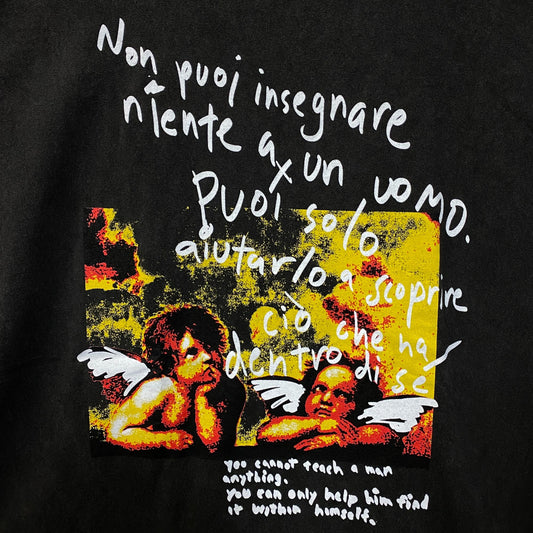 Non puoi insegnare
niente a un uomo.
Puoi solo
aiutarlo a scoprire
ciò che ha
dentro di sé
you cannot teach a man
anything.
you can only help him find
it within himself.